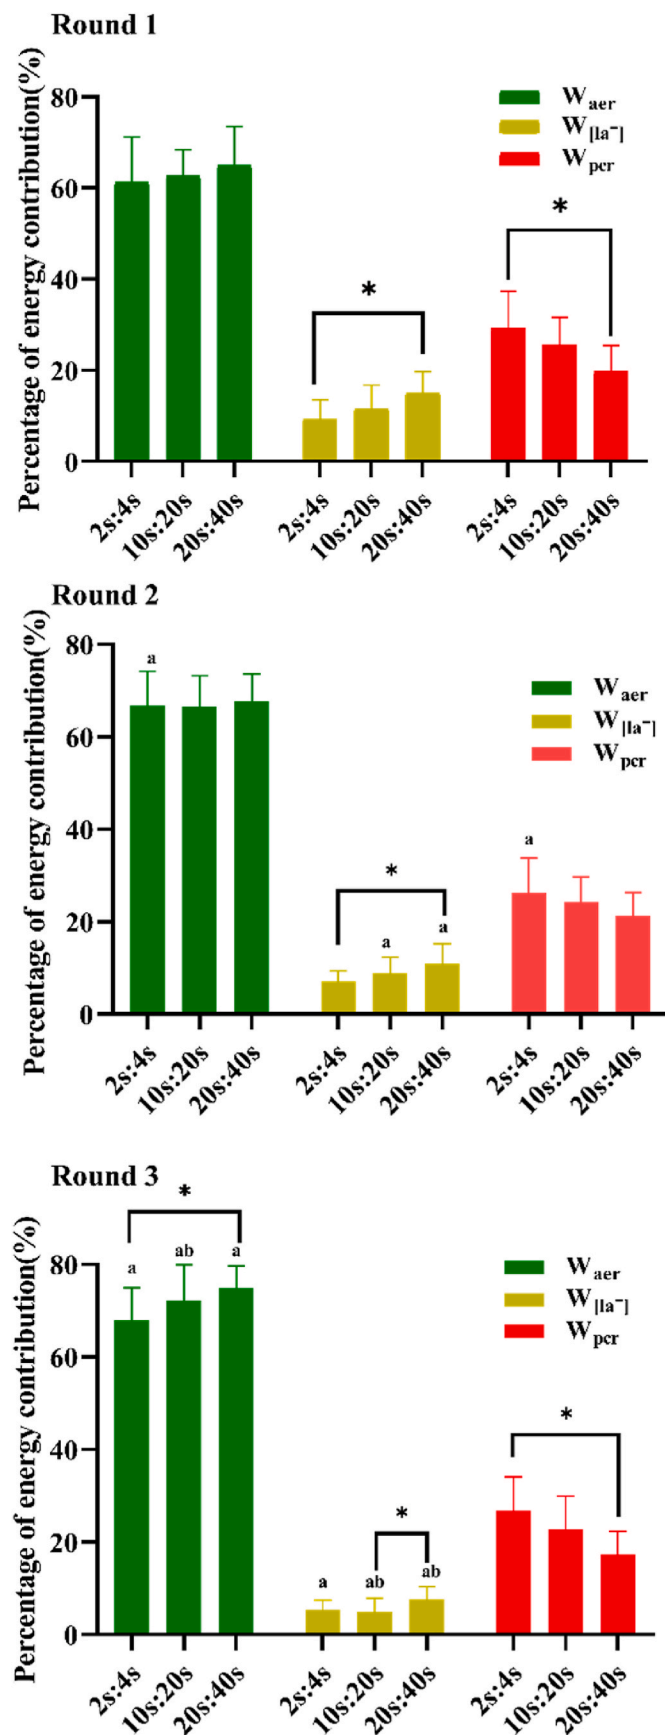 Round 1
Percentage of energy contribution(%)
80
60
40
20
0
Waer
W[la⁻]
Wpcr
*
*
2s:4s
10s:20s
20s:40s
2s:4s
10s:20s
20s:40s
2s:4s
10s:20s
20s:40s
Round 2
Percentage of energy contribution(%)
80
60
40
20
0
Waer
W[la⁻]
Wpcr
a
*
a
a
a
2s:4s
10s:20s
20s:40s
2s:4s
10s:20s
20s:40s
2s:4s
10s:20s
20s:40s
Round 3
Percentage of energy contribution(%)
80
60
40
20
0
Waer
W[la⁻]
Wpcr
*
a
ab
a
*
a
ab
ab
*
2s:4s
10s:20s
20s:40s
2s:4s
10s:20s
20s:40s
2s:4s
10s:20s
20s:40s